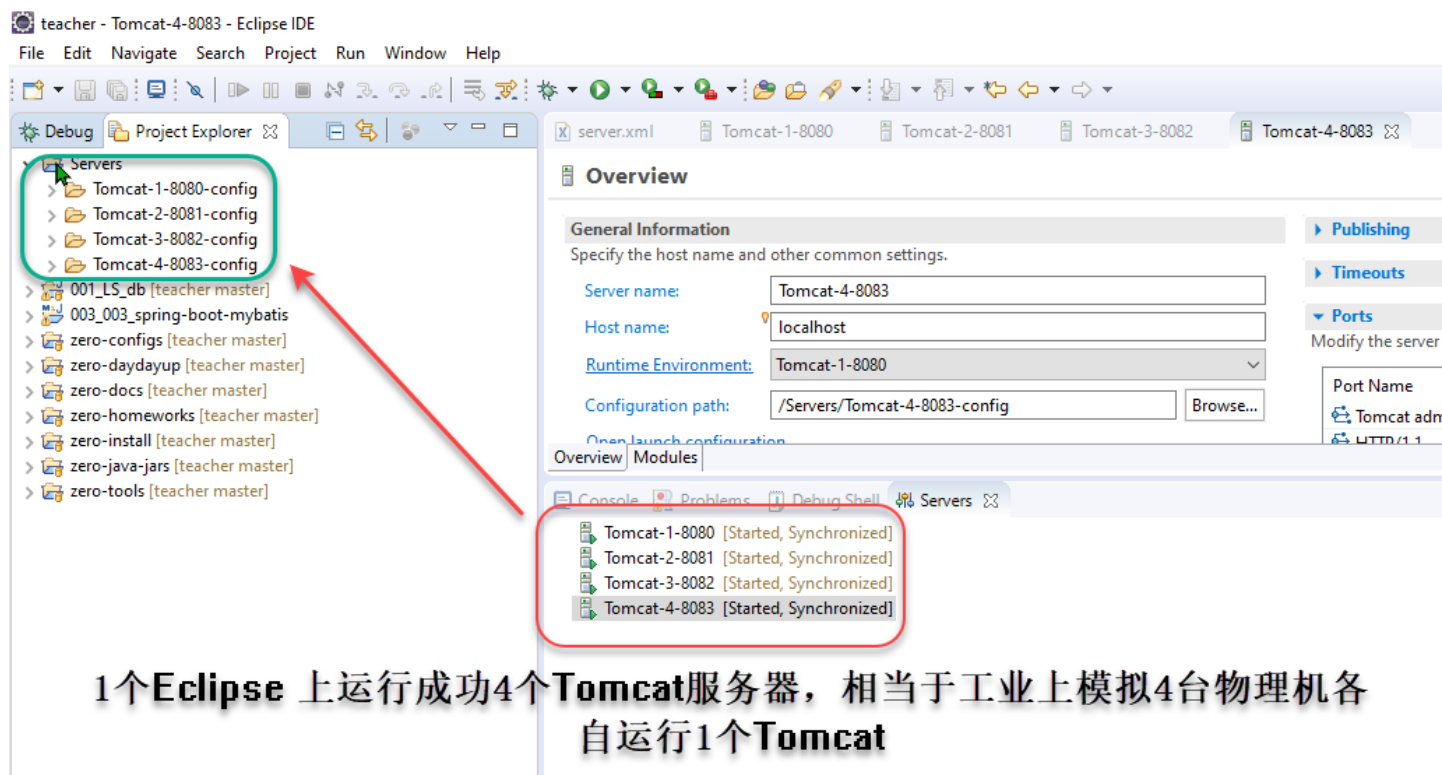 teacher - Tomcat-4-8083 - Eclipse IDE
File Edit Navigate Search Project Run Window Help
Debug Project Explorer
server.xml Tomcat-1-8080 Tomcat-2-8081 Tomcat-3-8082 Tomcat-4-8083
Servers
Tomcat-1-8080-config
Tomcat-2-8081-config
Tomcat-3-8082-config
Tomcat-4-8083-config
001_LS_db [teacher master]
003_003_spring-boot-mybatis
zero-configs [teacher master]
zero-daydayup [teacher master]
zero-docs [teacher master]
zero-homeworks [teacher master]
zero-install [teacher master]
zero-java-jars [teacher master]
zero-tools [teacher master]
Overview
General Information
Specify the host name and other common settings.
Server name: Tomcat-4-8083
Host name: localhost
Runtime Environment: Tomcat-1-8080
Configuration path: /Servers/Tomcat-4-8083-config Browse...
Open launch configuration
Publishing
Timeouts
Ports
Modify the server
Port Name
Tomcat adm
HTTP/1.1
Overview Modules
Console Problems Debug Shell Servers
Tomcat-1-8080 [Started, Synchronized]
Tomcat-2-8081 [Started, Synchronized]
Tomcat-3-8082 [Started, Synchronized]
Tomcat-4-8083 [Started, Synchronized]
1个Eclipse 上运行成功4个Tomcat服务器，相当于工业上模拟4台物理机各
自运行1个Tomcat